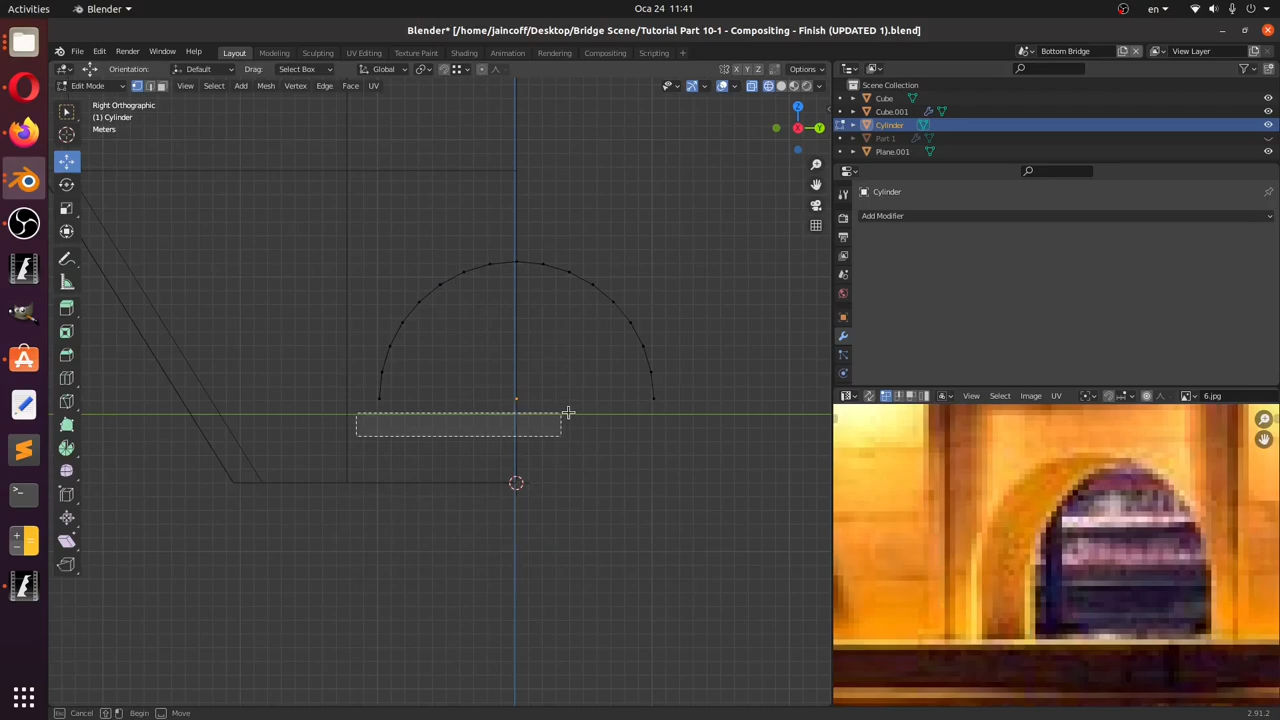 Activities
Blender
Oca 24 11:41
en
Blender* [/home/jaincoff/Desktop/Bridge Scene/Tutorial Part 10-1 - Compositing - Finish (UPDATED 1).blend]
File Edit Render Window Help
Layout Modeling Sculpting UV Editing Texture Paint Shading Animation Rendering Compositing Scripting
Bottom Bridge
View Layer
Orientation: Default Drag: Select Box Global
X Y Z Options
Edit Mode View Select Add Mesh Vertex Edge Face UV
Right Orthographic
(1) Cylinder
Meters
Z
X
Y
Scene Collection
Cube
Cube.001
Cylinder
Part 1
Plane.001
Cylinder
Add Modifier
View Select Image UV
6.jpg
Esc Cancel Begin Move
2.91.2